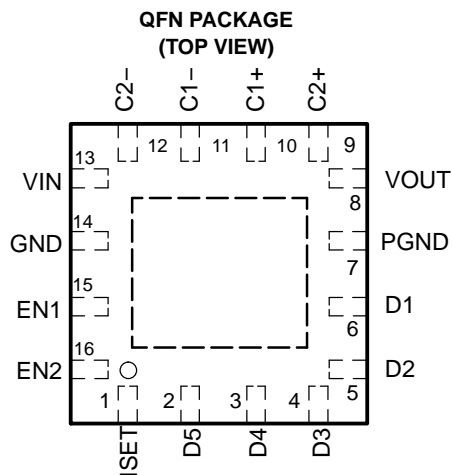 QFN PACKAGE
(TOP VIEW)
C2−
C1−
C1+
C2+
12
11
10
9
13
VIN
VOUT
8
14
GND
PGND
7
15
EN1
D1
6
16
EN2
D2
5
1
2
3
4
ISET
D5
D4
D3